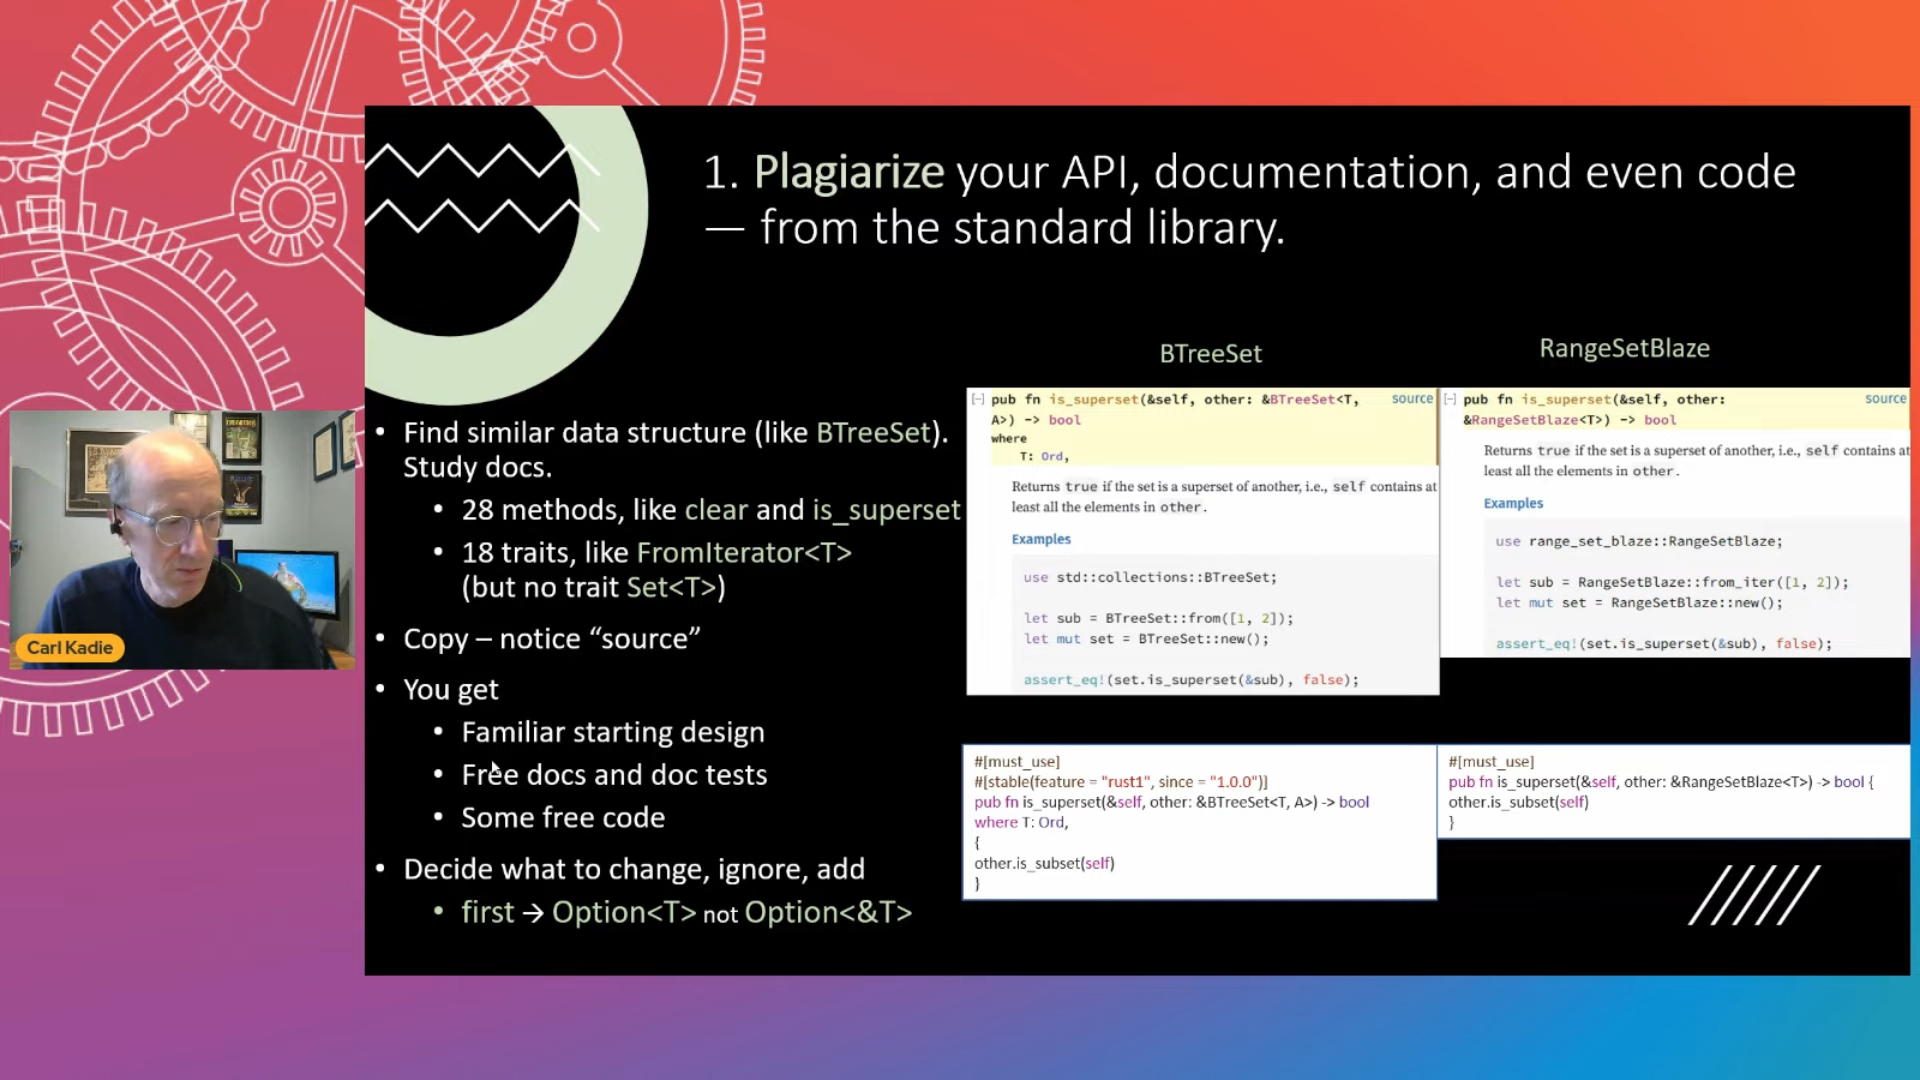 1. Plagiarize your API, documentation, and even code
— from the standard library.
BTreeSet
RangeSetBlaze
• Find similar data structure (like BTreeSet).
Study docs.
• 28 methods, like clear and is_superset
• 18 traits, like FromIterator<T>
(but no trait Set<T>)
• Copy – notice “source”
• You get
• Familiar starting design
• Free docs and doc tests
• Some free code
• Decide what to change, ignore, add
• first → Option<T> not Option<&T>
[-] pub fn is_superset(&self, other: &BTreeSet<T, source
A>) -> bool
where
T: Ord,
Returns true if the set is a superset of another, i.e., self contains at
least all the elements in other.
Examples
use std::collections::BTreeSet;
let sub = BTreeSet::from([1, 2]);
let mut set = BTreeSet::new();
assert_eq!(set.is_superset(&sub), false);
[-] pub fn is_superset(&self, other: source
&RangeSetBlaze<T>) -> bool
Returns true if the set is a superset of another, i.e., self contains at
least all the elements in other.
Examples
use range_set_blaze::RangeSetBlaze;
let sub = RangeSetBlaze::from_iter([1, 2]);
let mut set = RangeSetBlaze::new();
assert_eq!(set.is_superset(&sub), false);
#[must_use]
#[stable(feature = "rust1", since = "1.0.0")]
pub fn is_superset(&self, other: &BTreeSet<T, A>) -> bool
where T: Ord,
{
other.is_subset(self)
}
#[must_use]
pub fn is_superset(&self, other: &RangeSetBlaze<T>) -> bool {
other.is_subset(self)
}
Carl Kadie